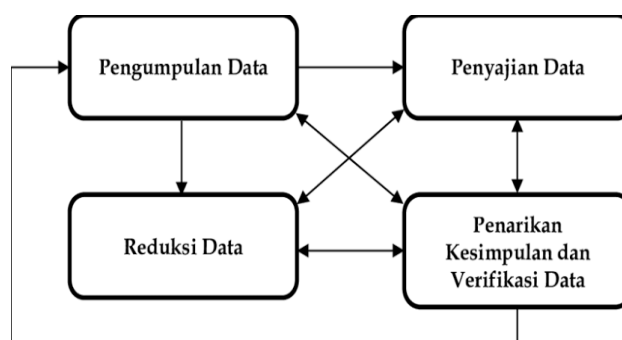 Pengumpulan Data
Penyajian Data
Reduksi Data
Penarikan
Kesimpulan dan
Verifikasi Data